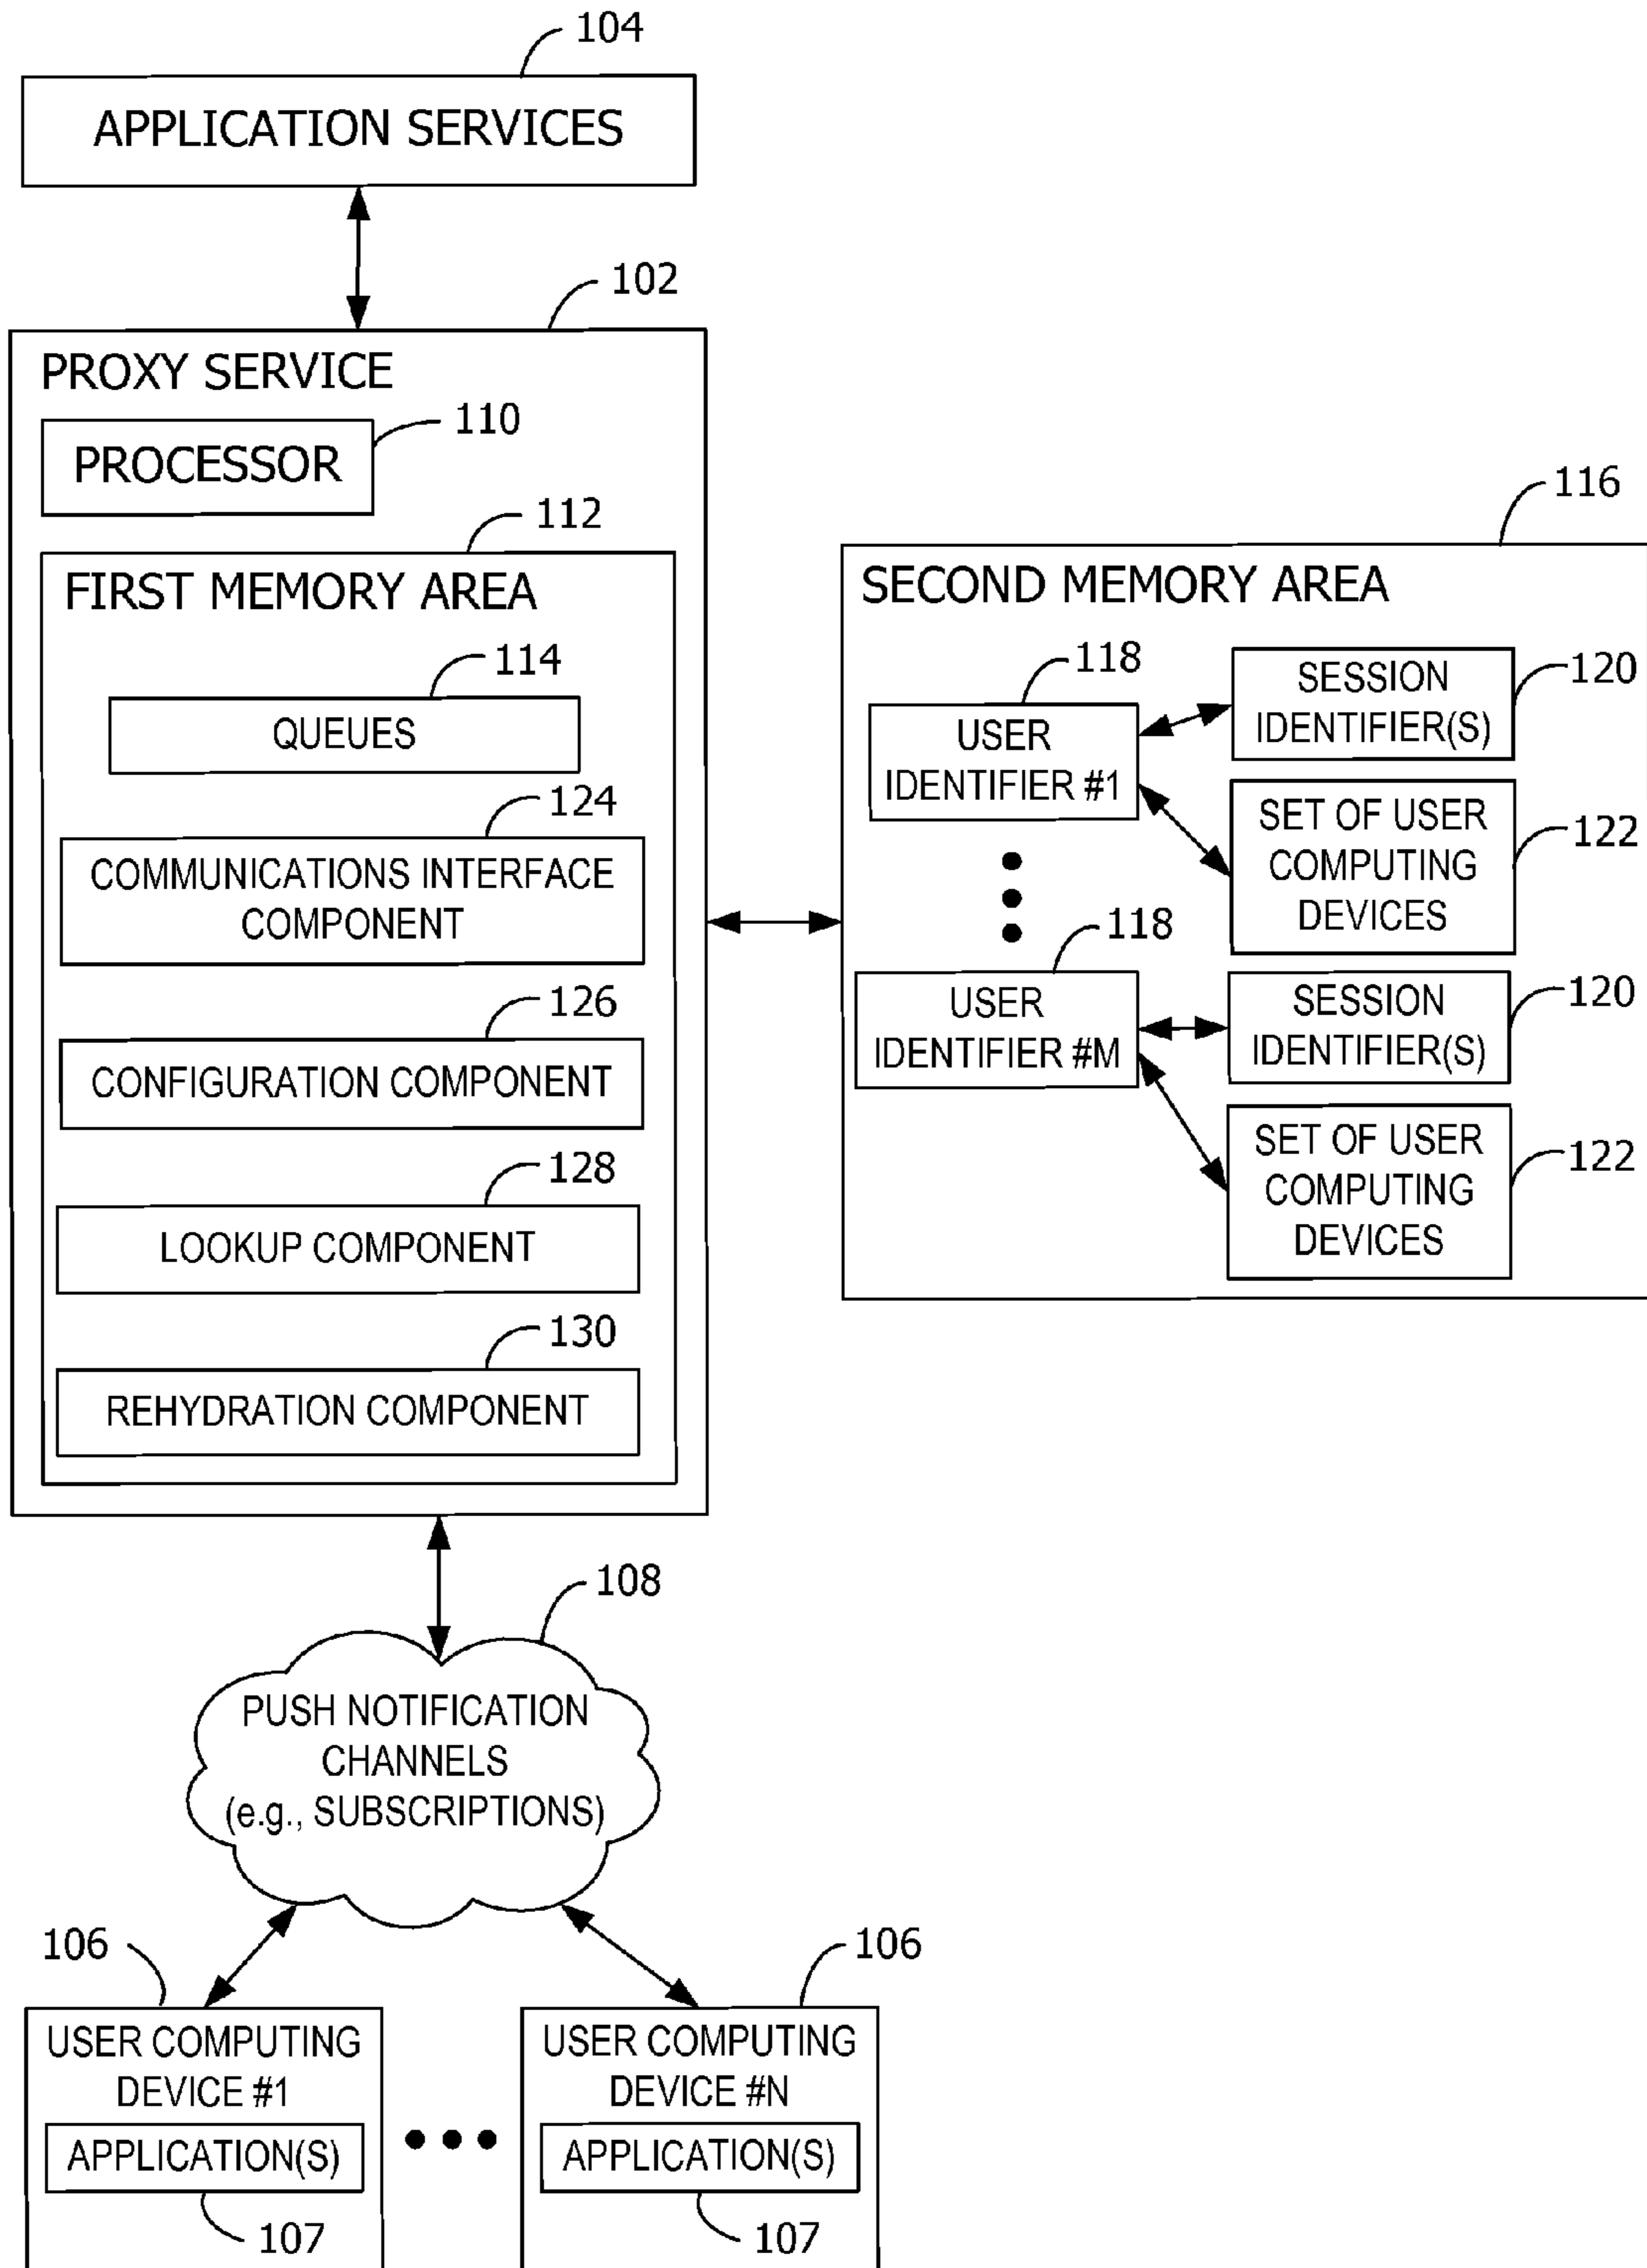 104
APPLICATION SERVICES
102
PROXY SERVICE
110
PROCESSOR
112
FIRST MEMORY AREA
114
QUEUES
124
COMMUNICATIONS INTERFACE
COMPONENT
126
CONFIGURATION COMPONENT
128
LOOKUP COMPONENT
130
REHYDRATION COMPONENT
116
SECOND MEMORY AREA
118
USER
IDENTIFIER #1
120
SESSION
IDENTIFIER(S)
122
SET OF USER
COMPUTING
DEVICES
118
USER
IDENTIFIER #M
120
SESSION
IDENTIFIER(S)
122
SET OF USER
COMPUTING
DEVICES
108
PUSH NOTIFICATION
CHANNELS
(e.g., SUBSCRIPTIONS)
106
USER COMPUTING
DEVICE #1
APPLICATION(S)
107
106
USER COMPUTING
DEVICE #N
APPLICATION(S)
107